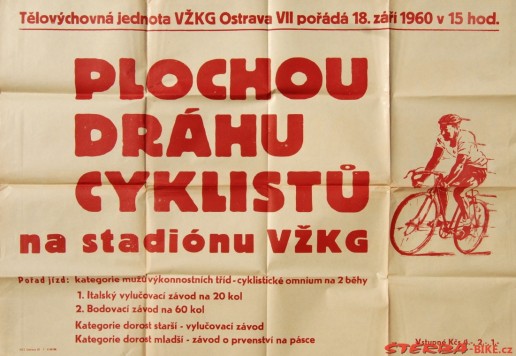 Tělovýchovná jednota VŽKG Ostrava VII pořádá 18. září 1960 v 15 hod.
PLOCHOU
DRÁHU
CYKLISTŮ
na stadiónu VŽKG
Pořad jízd: kategorie mužů výkonnostních tříd - cyklistické omnium na 2 běhy
1. Italský vylučovací závod na 20 kol
2. Bodovací závod na 60 kol
Kategorie dorost starší - vylučovací závod
Kategorie dorost mladší - závod o prvenství na pásce
Vstupné Kčs
STERBA-BIKE.cz